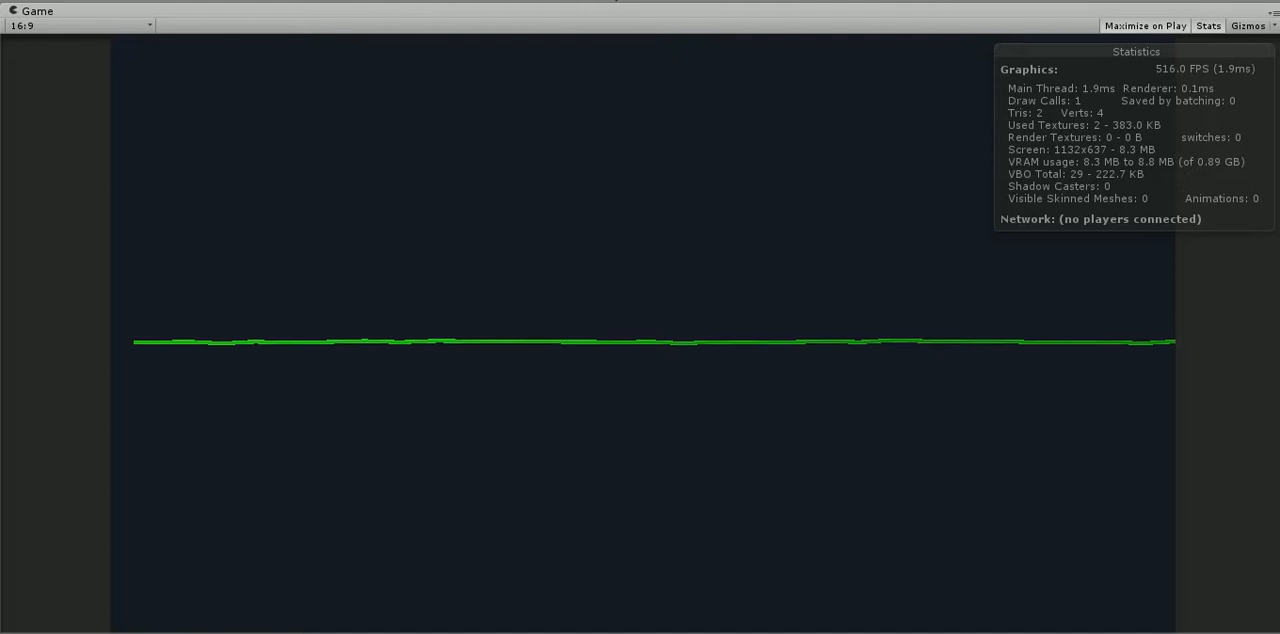 Game
16:9 Maximize on Play Stats Gizmos
Statistics
Graphics: 516.0 FPS (1.9ms)
Main Thread: 1.9ms Renderer: 0.1ms
Draw Calls: 1 Saved by batching: 0
Tris: 2 Verts: 4
Used Textures: 2 - 383.0 KB
Render Textures: 0 - 0 B switches: 0
Screen: 1132x637 - 8.3 MB
VRAM usage: 8.3 MB to 8.8 MB (of 0.89 GB)
VBO Total: 29 - 222.7 KB
Shadow Casters: 0
Visible Skinned Meshes: 0 Animations: 0
Network: (no players connected)